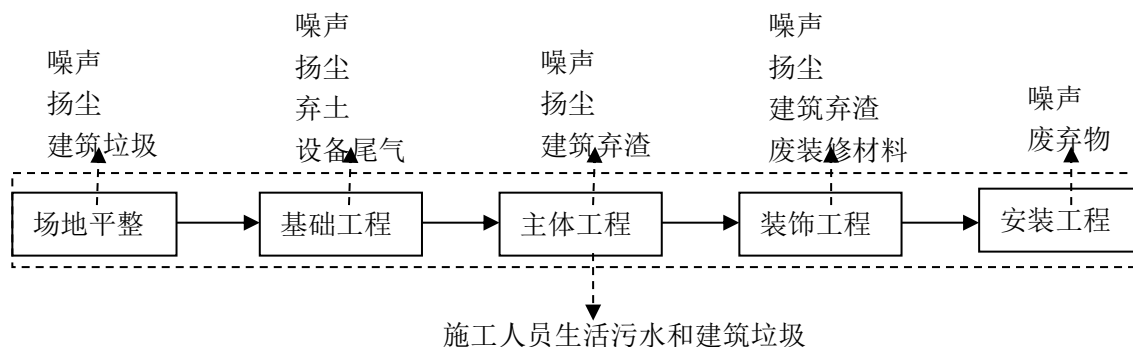 噪声
扬尘
建筑垃圾
噪声
扬尘
弃土
设备尾气
噪声
扬尘
建筑弃渣
噪声
扬尘
建筑弃渣
废装修材料
噪声
废弃物
场地平整
基础工程
主体工程
装饰工程
安装工程
施工人员生活污水和建筑垃圾